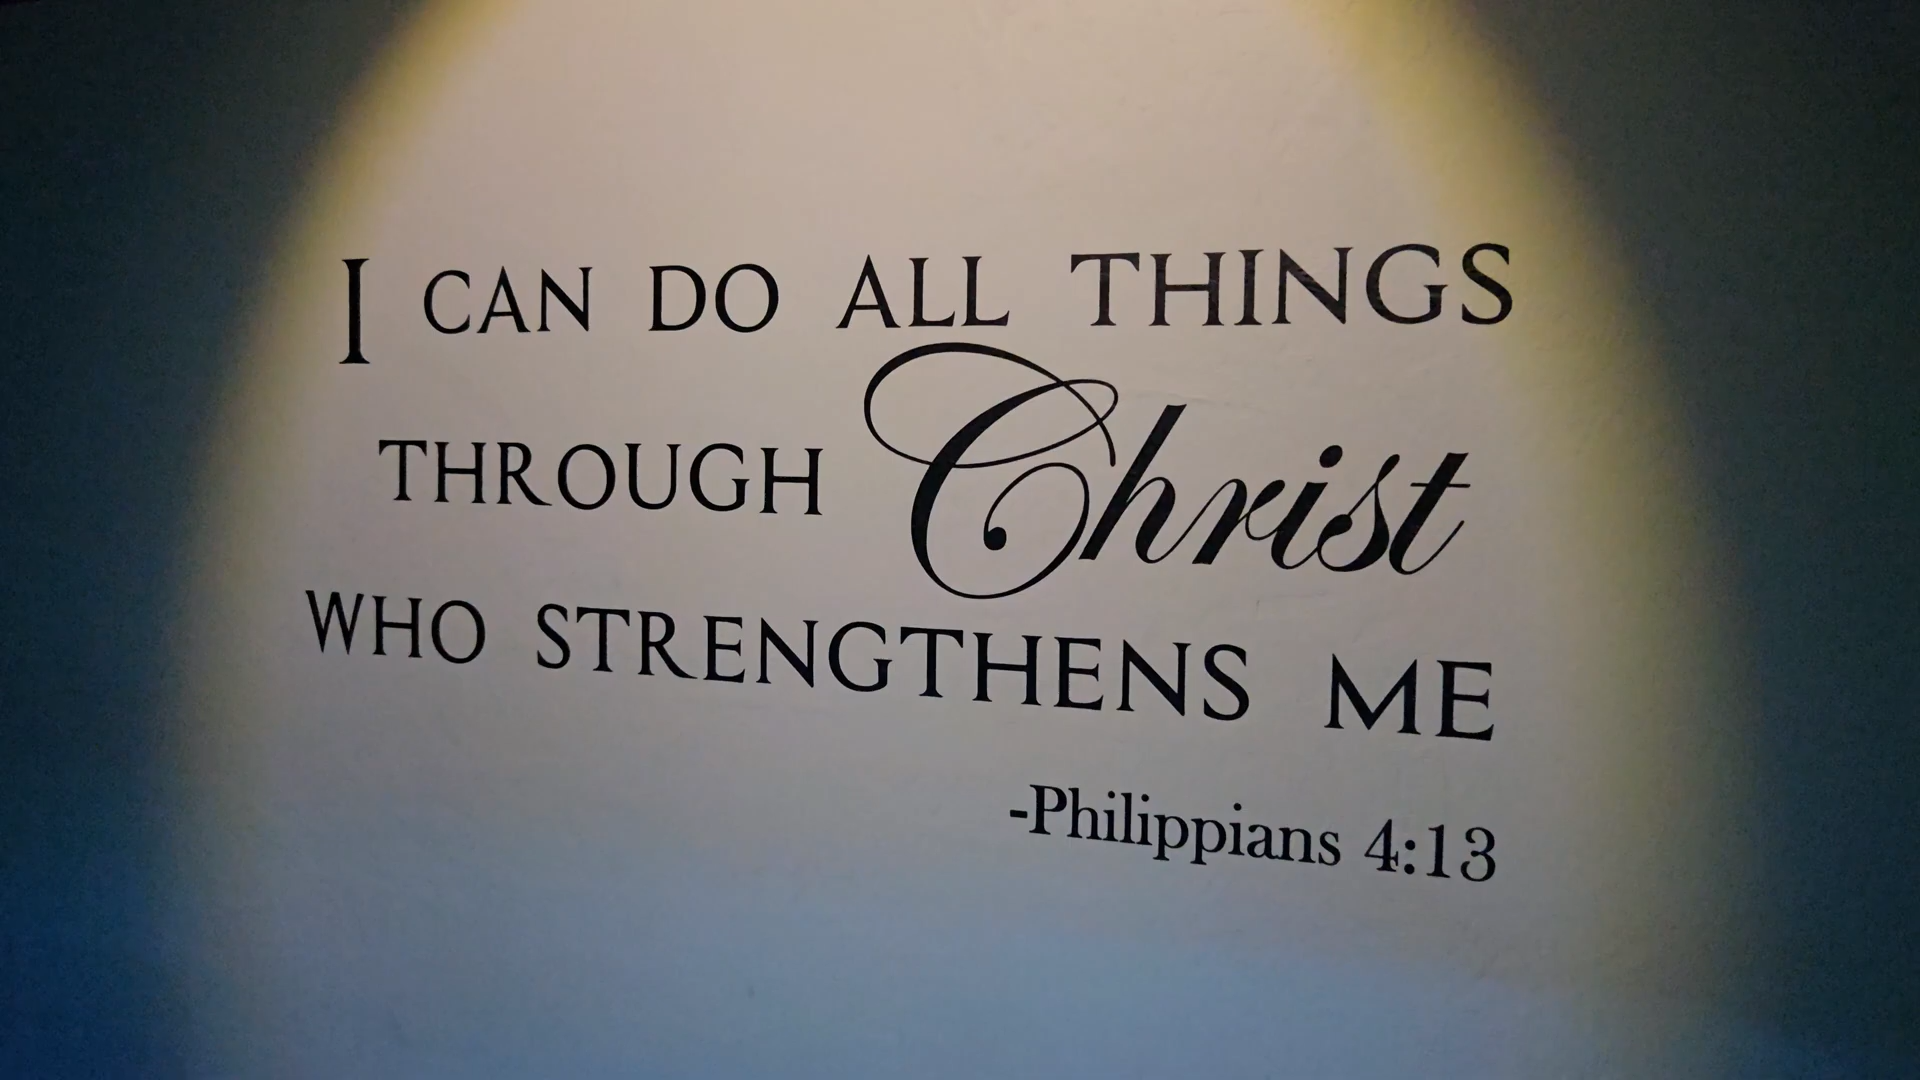 I CAN DO ALL THINGS
THROUGH Christ
WHO STRENGTHENS ME
-Philippians 4:13